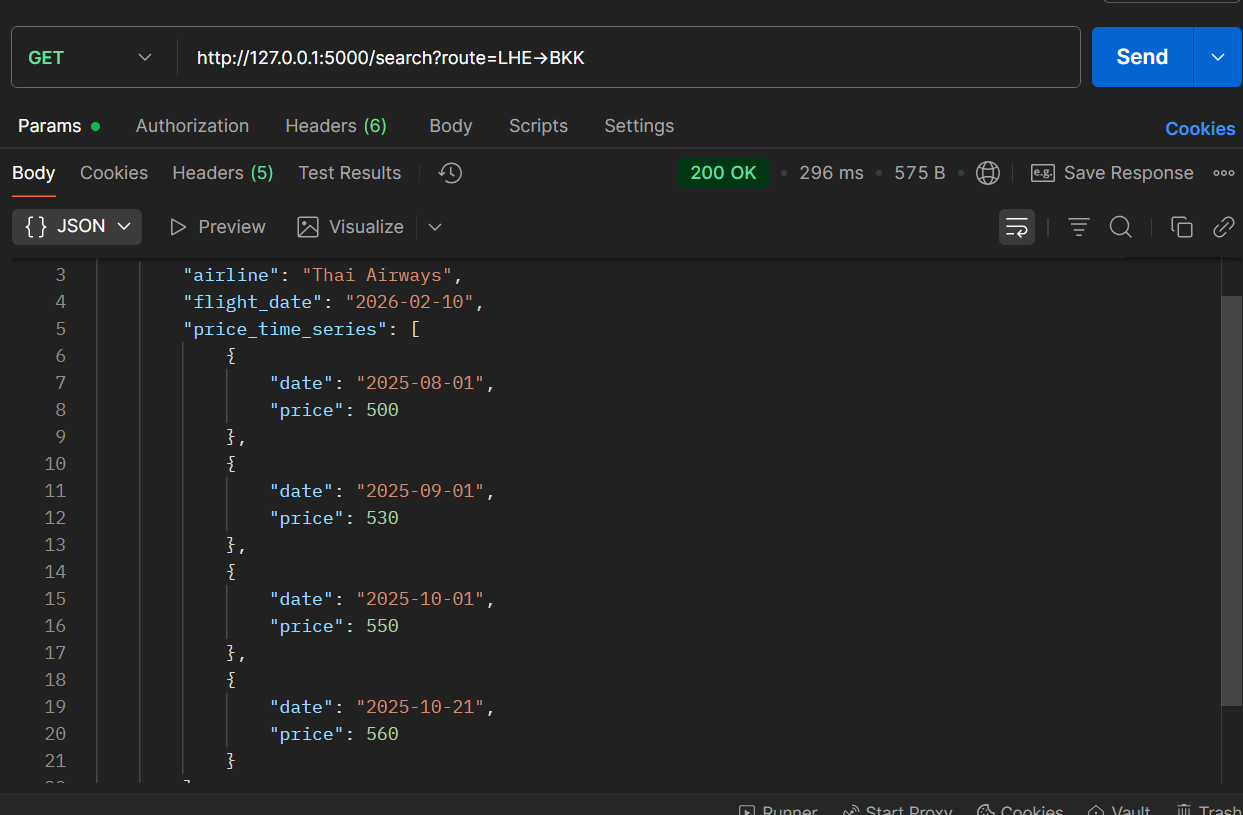 GET http://127.0.0.1:5000/search?route=LHE→BKK Send
Params Authorization Headers (6) Body Scripts Settings Cookies
Body Cookies Headers (5) Test Results 200 OK • 296 ms • 575 B • e.g. Save Response
{} JSON Preview Visualize
3 "airline": "Thai Airways",
4 "flight_date": "2026-02-10",
5 "price_time_series": [
6 {
7 "date": "2025-08-01",
8 "price": 500
9 },
10 {
11 "date": "2025-09-01",
12 "price": 530
13 },
14 {
15 "date": "2025-10-01",
16 "price": 550
17 },
18 {
19 "date": "2025-10-21",
20 "price": 560
21 }
Runner Start Proxy Cookies Vault Trash